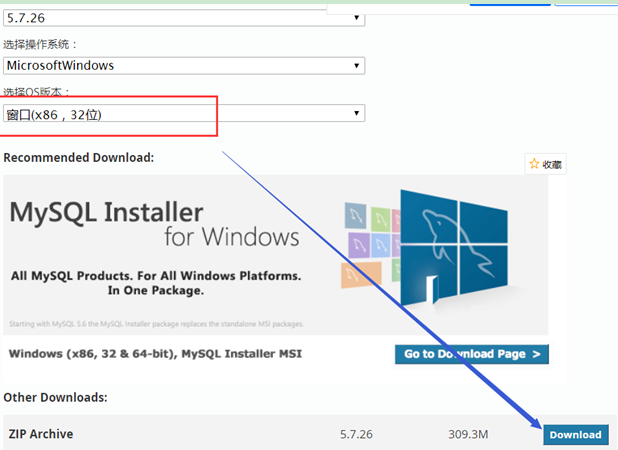 5.7.26
选择操作系统：
MicrosoftWindows
选择OS版本：
窗口(x86，32位)
Recommended Download:
收藏
MySQL Installer
for Windows
All MySQL Products. For All Windows Platforms.
In One Package.
Starting with MySQL 5.6 the MySQL Installer package replaces the standalone MSI packages.
Windows (x86, 32 & 64-bit), MySQL Installer MSI
Go to Download Page >
Other Downloads:
ZIP Archive 5.7.26 309.3M Download